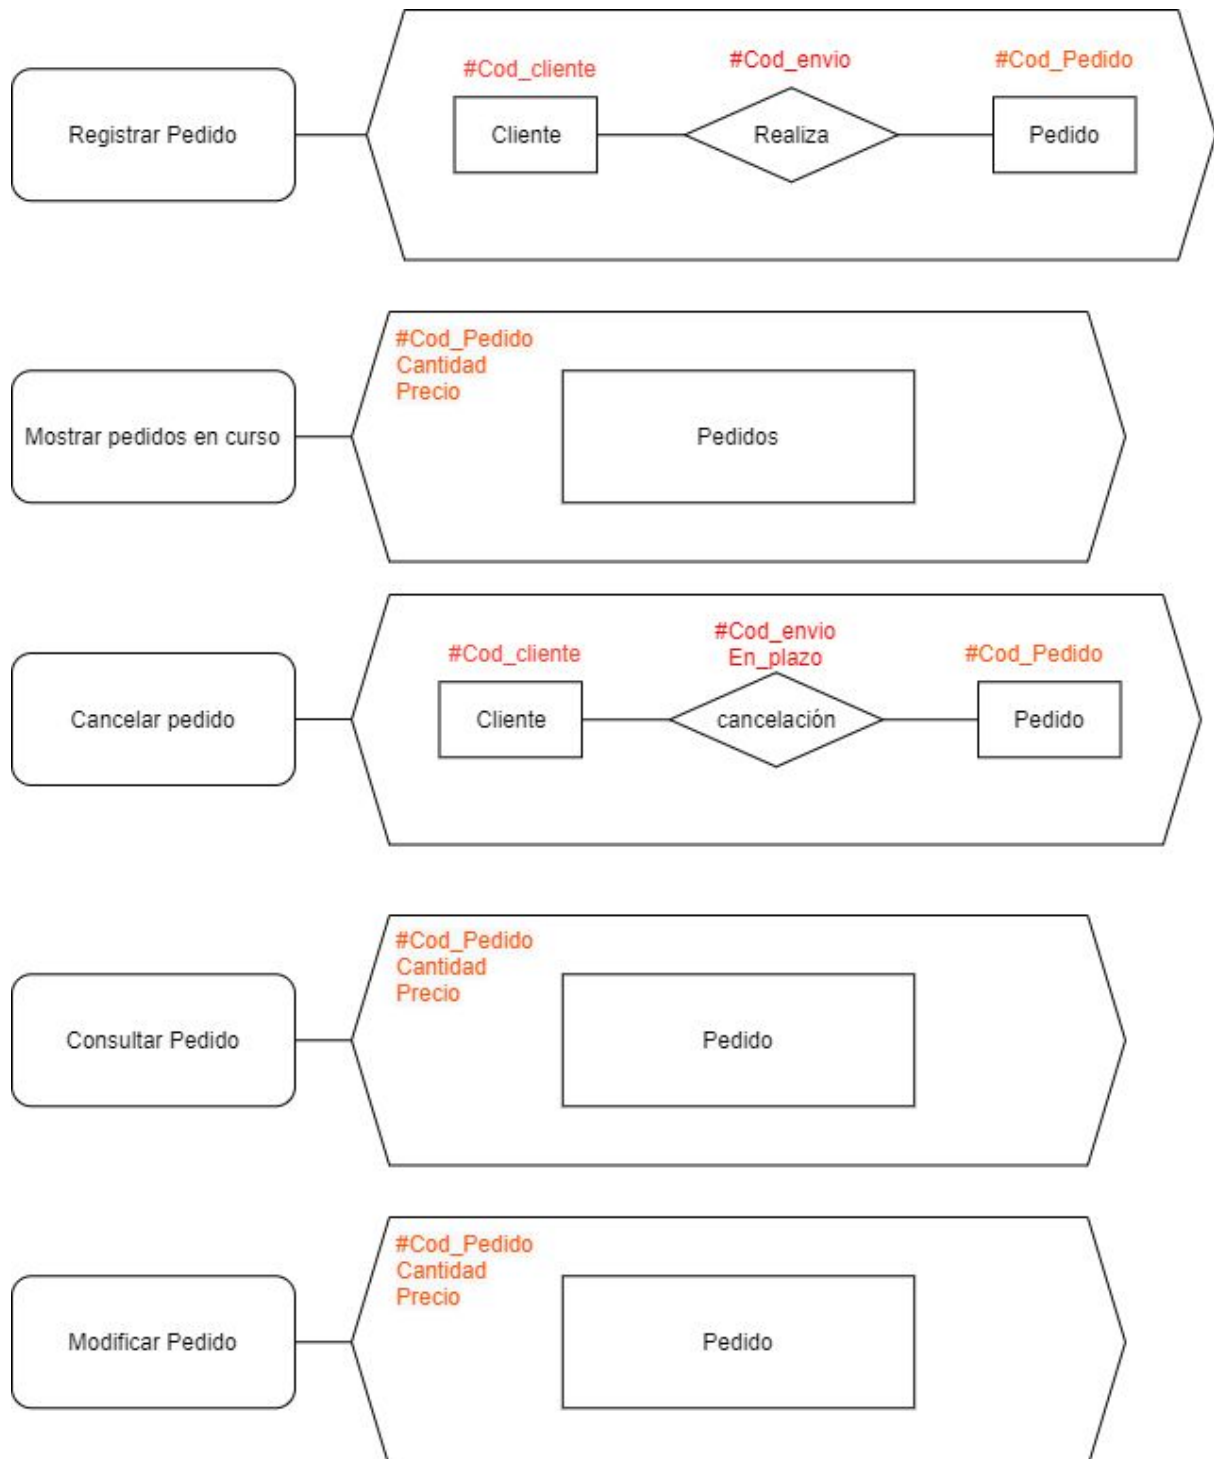 #Cod_cliente
#Cod_envio
#Cod_Pedido
Registrar Pedido
Cliente
Realiza
Pedido
#Cod_Pedido
Cantidad
Precio
Mostrar pedidos en curso
Pedidos
#Cod_cliente
#Cod_envio
En_plazo
#Cod_Pedido
Cancelar pedido
Cliente
cancelación
Pedido
#Cod_Pedido
Cantidad
Precio
Consultar Pedido
Pedido
#Cod_Pedido
Cantidad
Precio
Modificar Pedido
Pedido